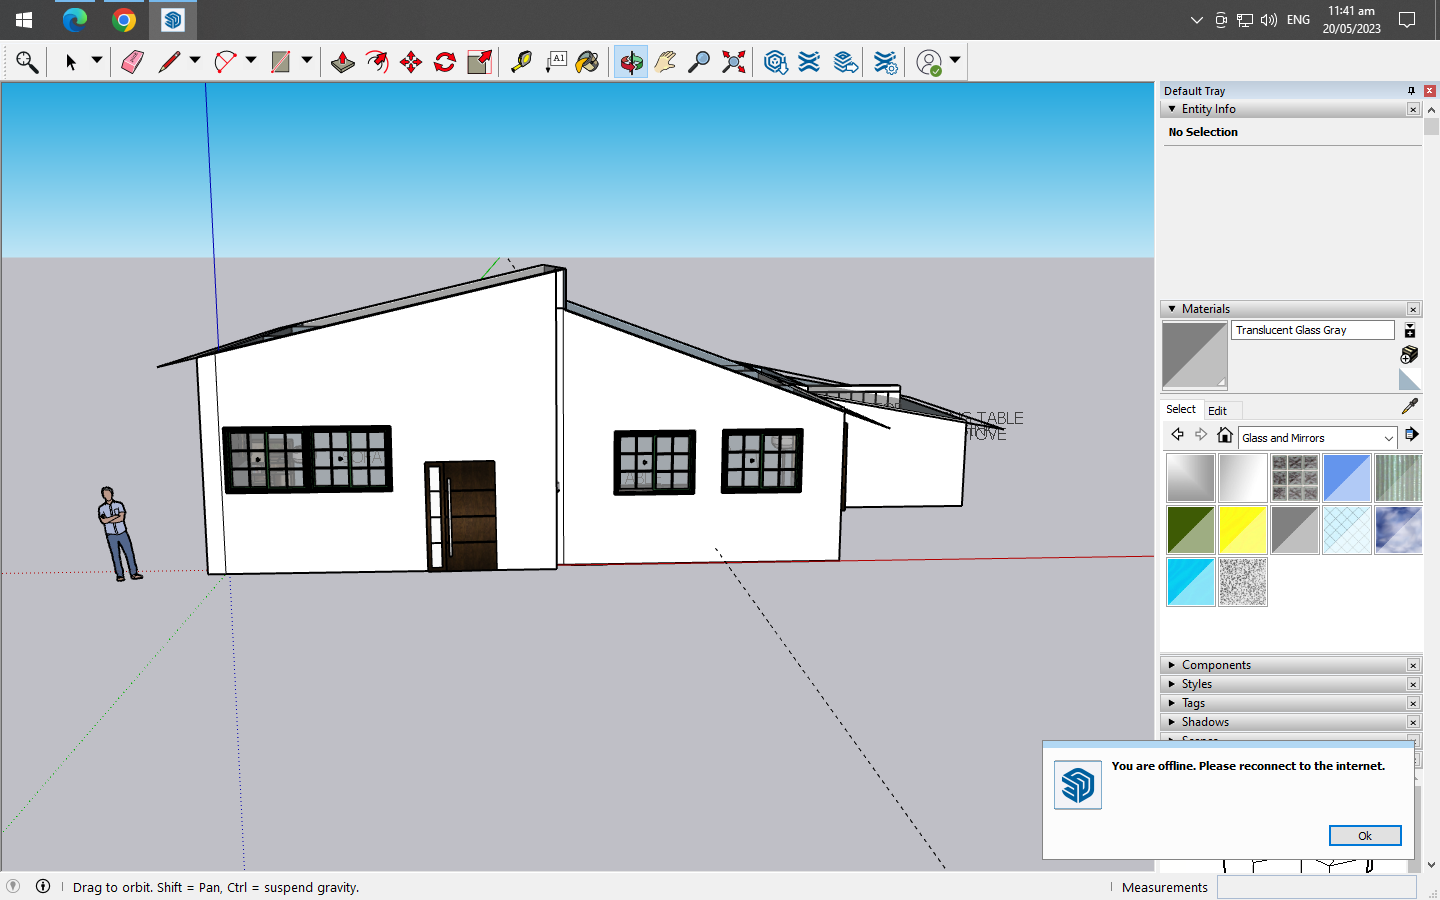 11:41 am
ENG
20/05/2023
A1
Default Tray
Entity Info
No Selection
Materials
Translucent Glass Gray
Select
Edit
Glass and Mirrors
TABLE
Components
Styles
Tags
Shadows
You are offline. Please reconnect to the internet.
Ok
Drag to orbit. Shift = Pan, Ctrl = suspend gravity.
Measurements